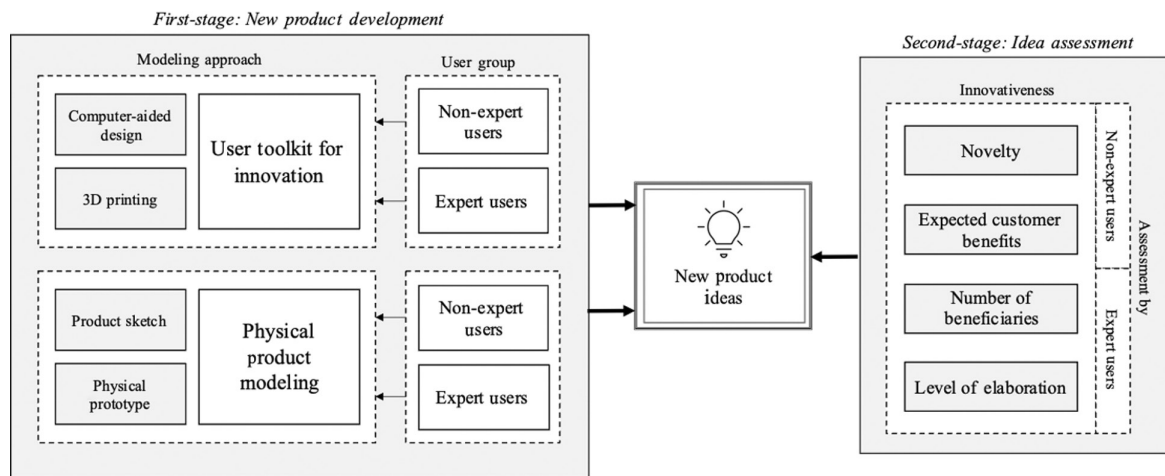 First-stage: New product development
Modeling approach
User group
Computer-aided
design
3D printing
User toolkit for
innovation
Non-expert
users
Expert users
Product sketch
Physical
prototype
Physical
product
modeling
Non-expert
users
Expert users
New product
ideas
Second-stage: Idea assessment
Innovativeness
Novelty
Expected customer
benefits
Number of
beneficiaries
Level of elaboration
Non-expert users
Expert users
Assessment by